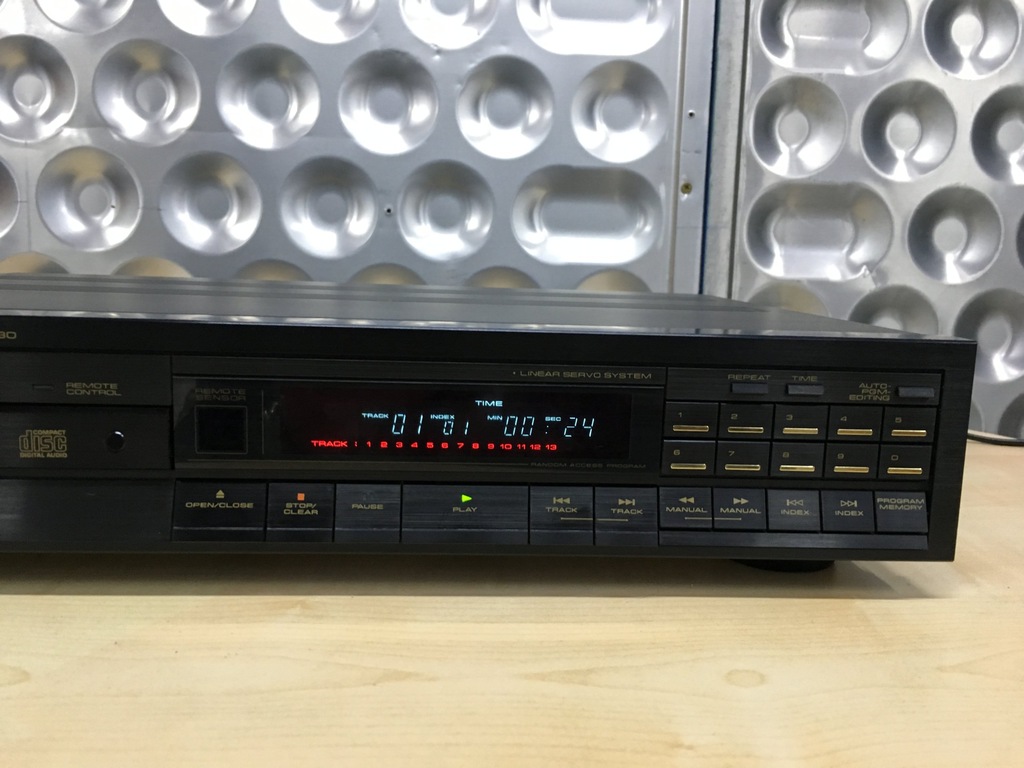 30
REMOTE
CONTROL
COMPACT
disc
DIGITAL AUDIO
REMOTE
SENSOR
• LINEAR SERVO SYSTEM
TIME
TRACK 01 INDEX 01 MIN 00 : SEC 24
TRACK : 1 2 3 4 5 6 7 8 9 10 11 12 13
RANDOM ACCESS PROGRAM
REPEAT TIME
AUTO-
PGM-
EDITING
1 2 3 4 5
6 7 8 9 0
OPEN/CLOSE
STOP/
CLEAR
PAUSE
PLAY
TRACK
TRACK
MANUAL
MANUAL
INDEX
INDEX
PROGRAM
MEMORY